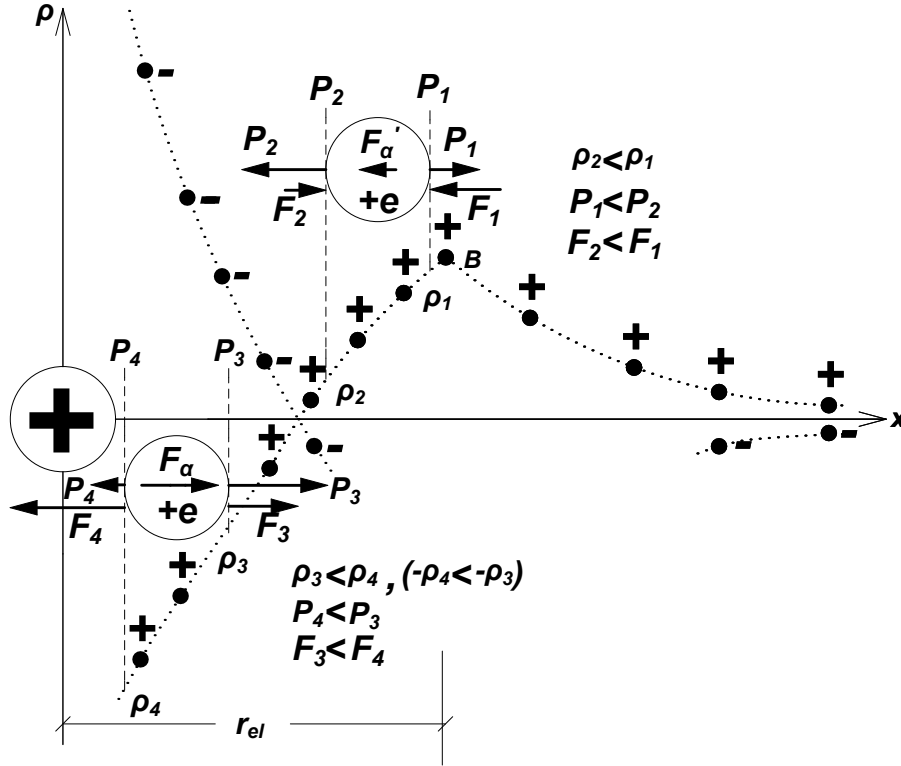 ρ
P₂ P₁
P₂ Fα' P₁
F₂ +e F₁
ρ₂<ρ₁
P₁<P₂
F₂<F₁
- + + + + + + + + + + +
- B
- ρ₁
- ρ₂
P₄ P₃
+
x
- - -
Fα
P₄ +e P₃
F₄ F₃
ρ₃
ρ₄
ρ₃<ρ₄, (-ρ₄<-ρ₃)
P₄<P₃
F₃<F₄
rel